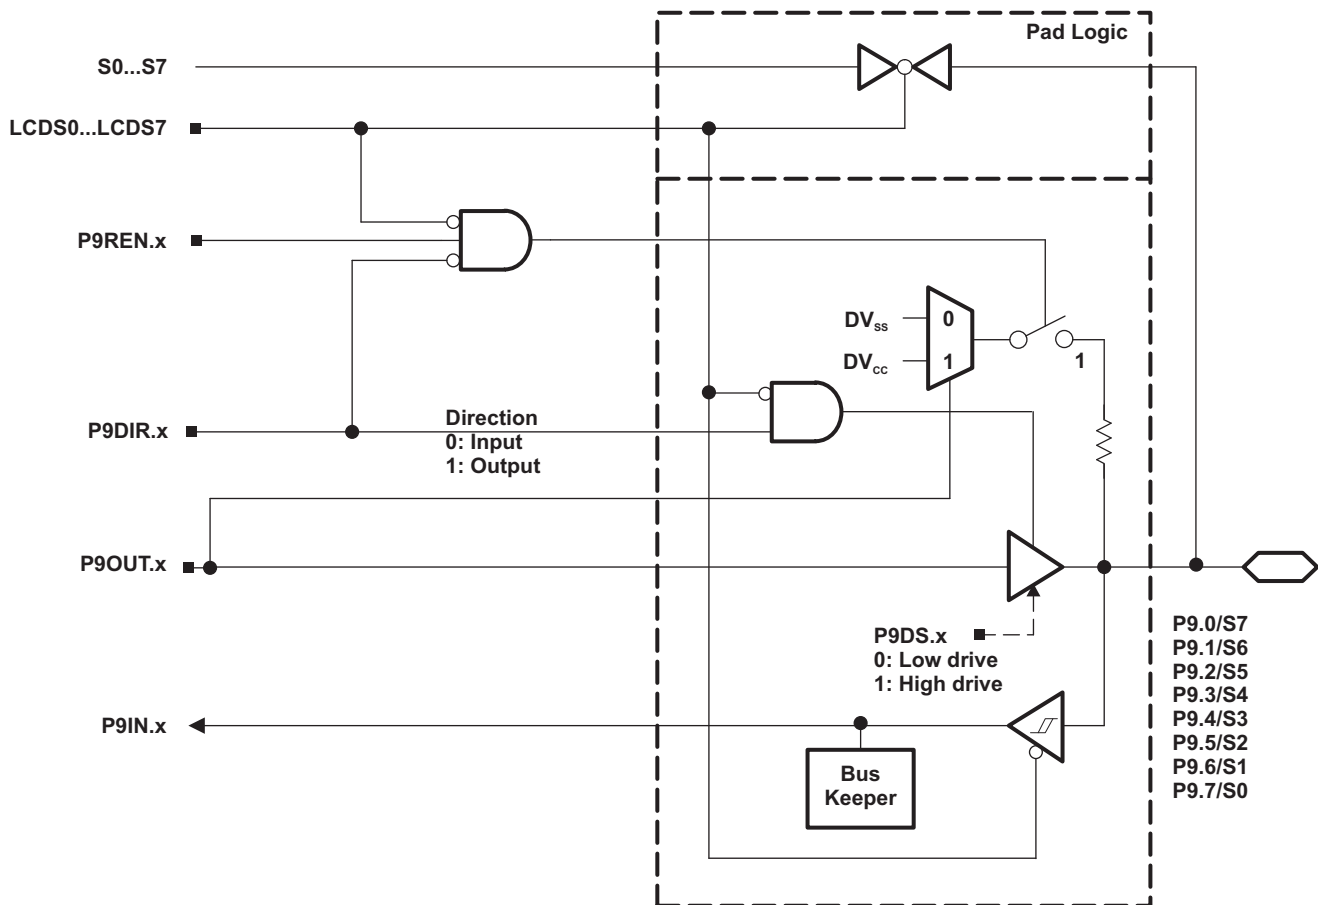 Pad Logic
S0...S7
LCDS0...LCDS7
P9REN.x
DVSS
0
DVCC
1
1
P9DIR.x
Direction
0: Input
1: Output
P9OUT.x
P9DS.x
0: Low drive
1: High drive
P9IN.x
Bus
Keeper
P9.0/S7
P9.1/S6
P9.2/S5
P9.3/S4
P9.4/S3
P9.5/S2
P9.6/S1
P9.7/S0